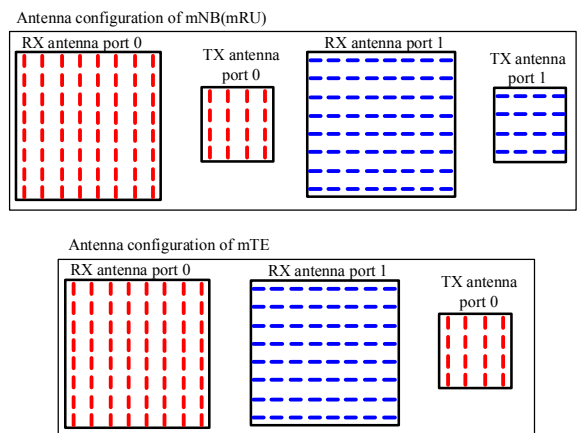 Antenna configuration of mNB(mRU)
RX antenna port 0
TX antenna
port 0
RX antenna port 1
TX antenna
port 1
Antenna configuration of mTE
RX antenna port 0
RX antenna port 1
TX antenna
port 0